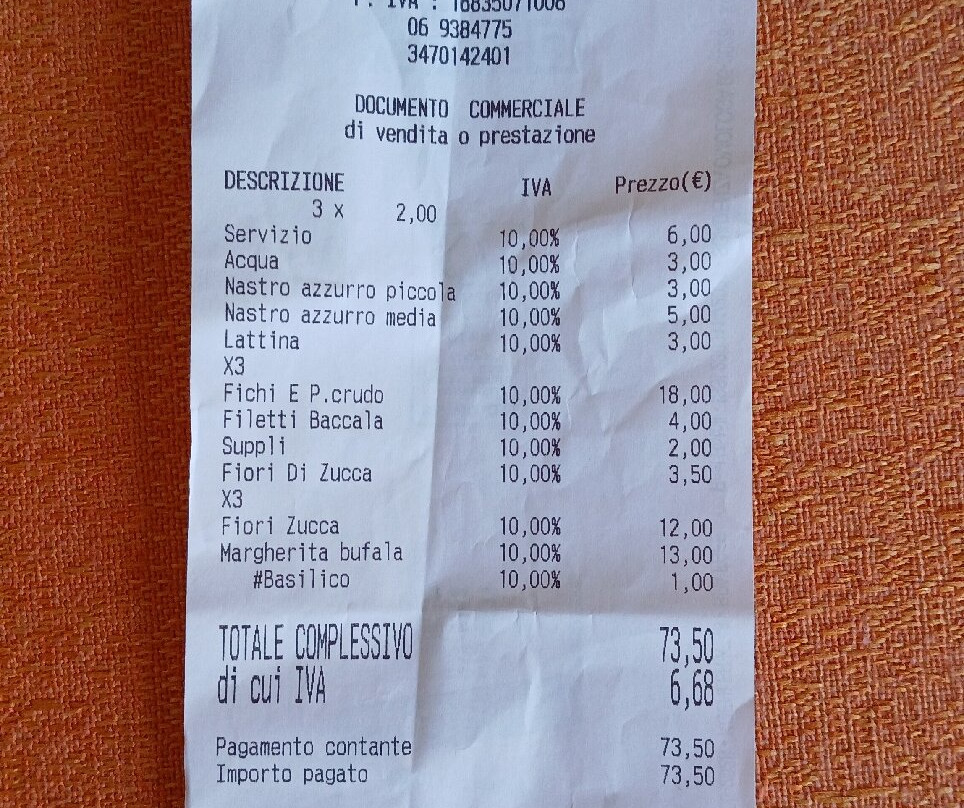 P. IVA : 16835071008
06 9384775
3470142401
DOCUMENTO COMMERCIALE
di vendita o prestazione
DESCRIZIONE IVA Prezzo(€)
3 x 2,00
Servizio 10,00% 6,00
Acqua 10,00% 3,00
Nastro azzurro piccola 10,00% 3,00
Nastro azzurro media 10,00% 5,00
Lattina 10,00% 3,00
X3
Fichi E P.crudo 10,00% 18,00
Filetti Baccala 10,00% 4,00
Suppli 10,00% 2,00
Fiori Di Zucca 10,00% 3,50
X3
Fiori Zucca 10,00% 12,00
Margherita bufala 10,00% 13,00
#Basilico 10,00% 1,00
TOTALE COMPLESSIVO 73,50
di cui IVA 6,68
Pagamento contante 73,50
Importo pagato 73,50